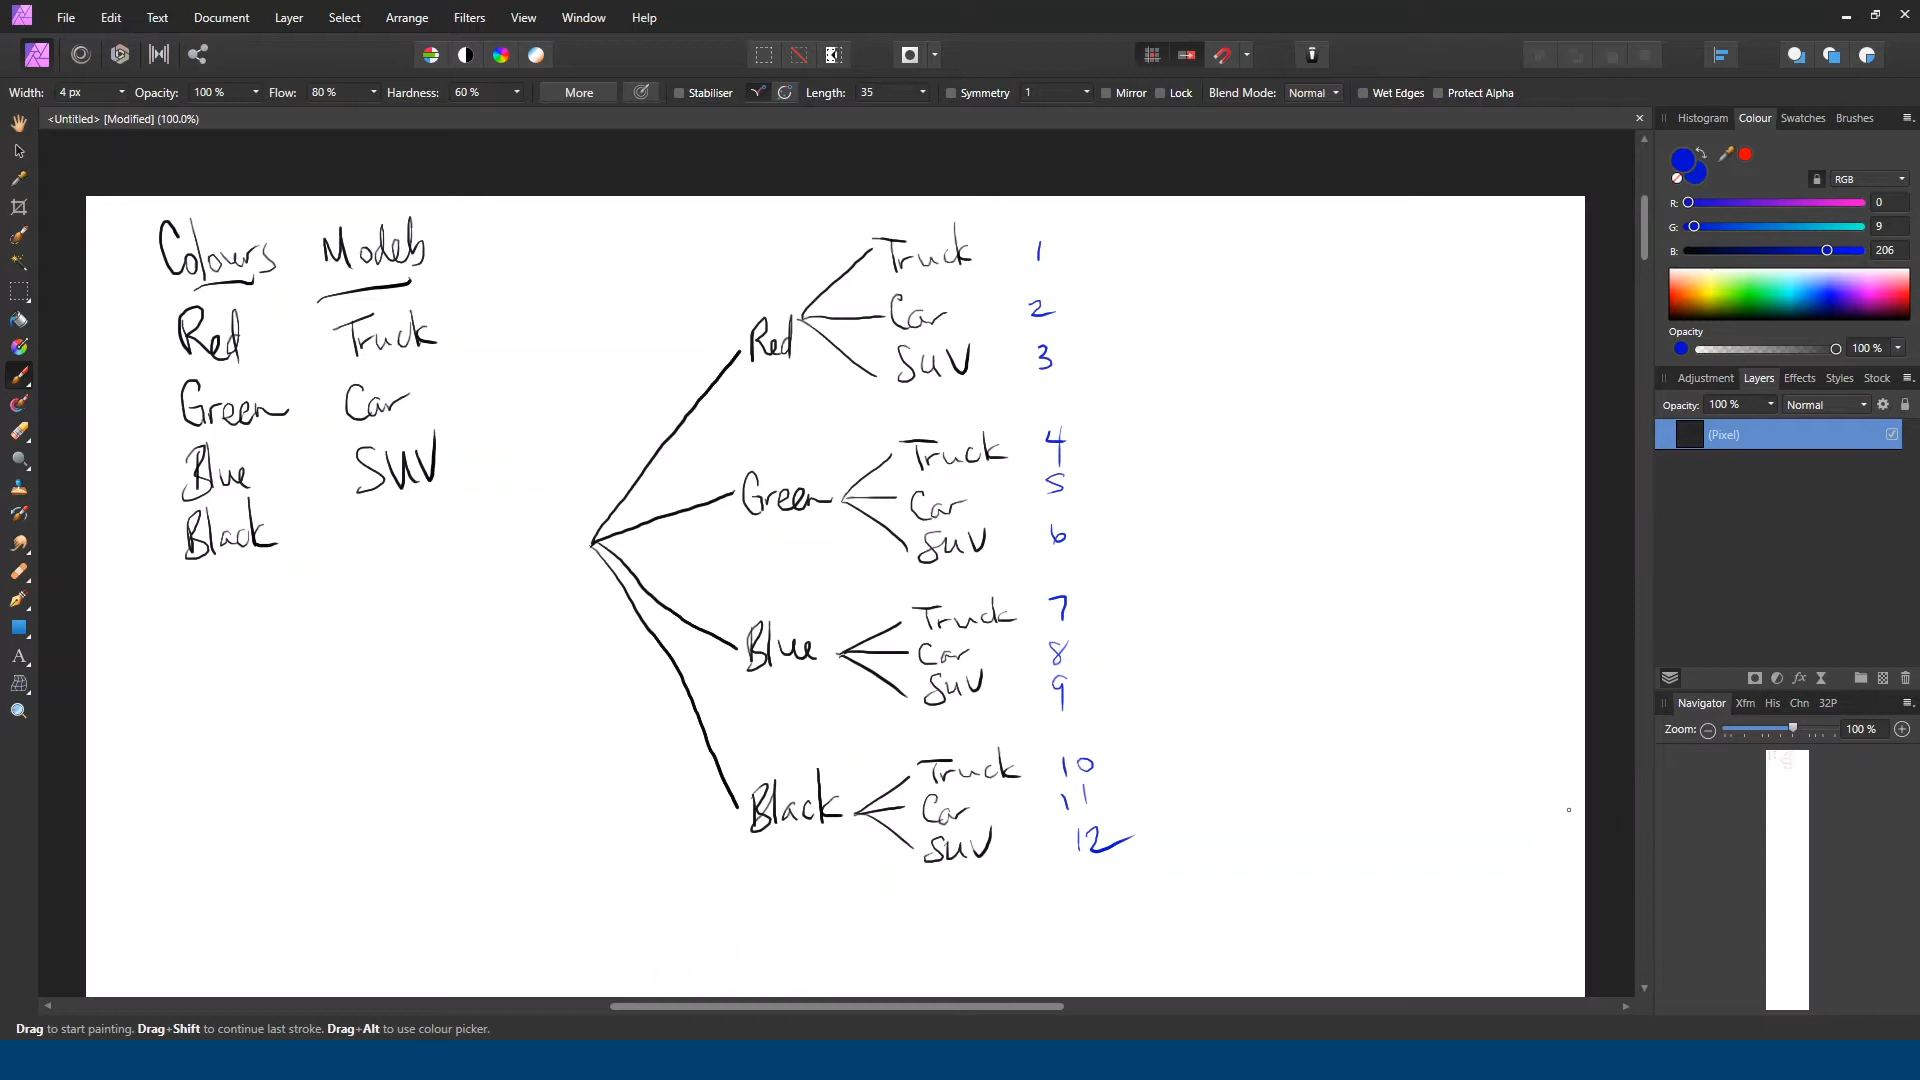 File Edit Text Document Layer Select Arrange Filters View Window Help
Width: 4 px Opacity: 100 % Flow: 80 % Hardness: 60 % More Stabiliser Length: 35 Symmetry 1 Mirror Lock Blend Mode: Normal Wet Edges Protect Alpha
<Untitled> [Modified] (100.0%)
Histogram Colour Swatches Brushes
RGB
R: 0
G: 9
B: 206
Opacity
100 %
Adjustment Layers Effects Styles Stock
Opacity: 100 % Normal
(Pixel)
Navigator Xfm His Chn 32P
Zoom: 100 %
Colours Models
Red Truck
Green Car
Blue SUV
Black
Red
Truck 1
Car 2
SUV 3
Green
Truck 4
Car 5
SUV 6
Blue
Truck 7
Car 8
SUV 9
Black
Truck 10
Car 11
SUV 12
Drag to start painting. Drag+Shift to continue last stroke. Drag+Alt to use colour picker.